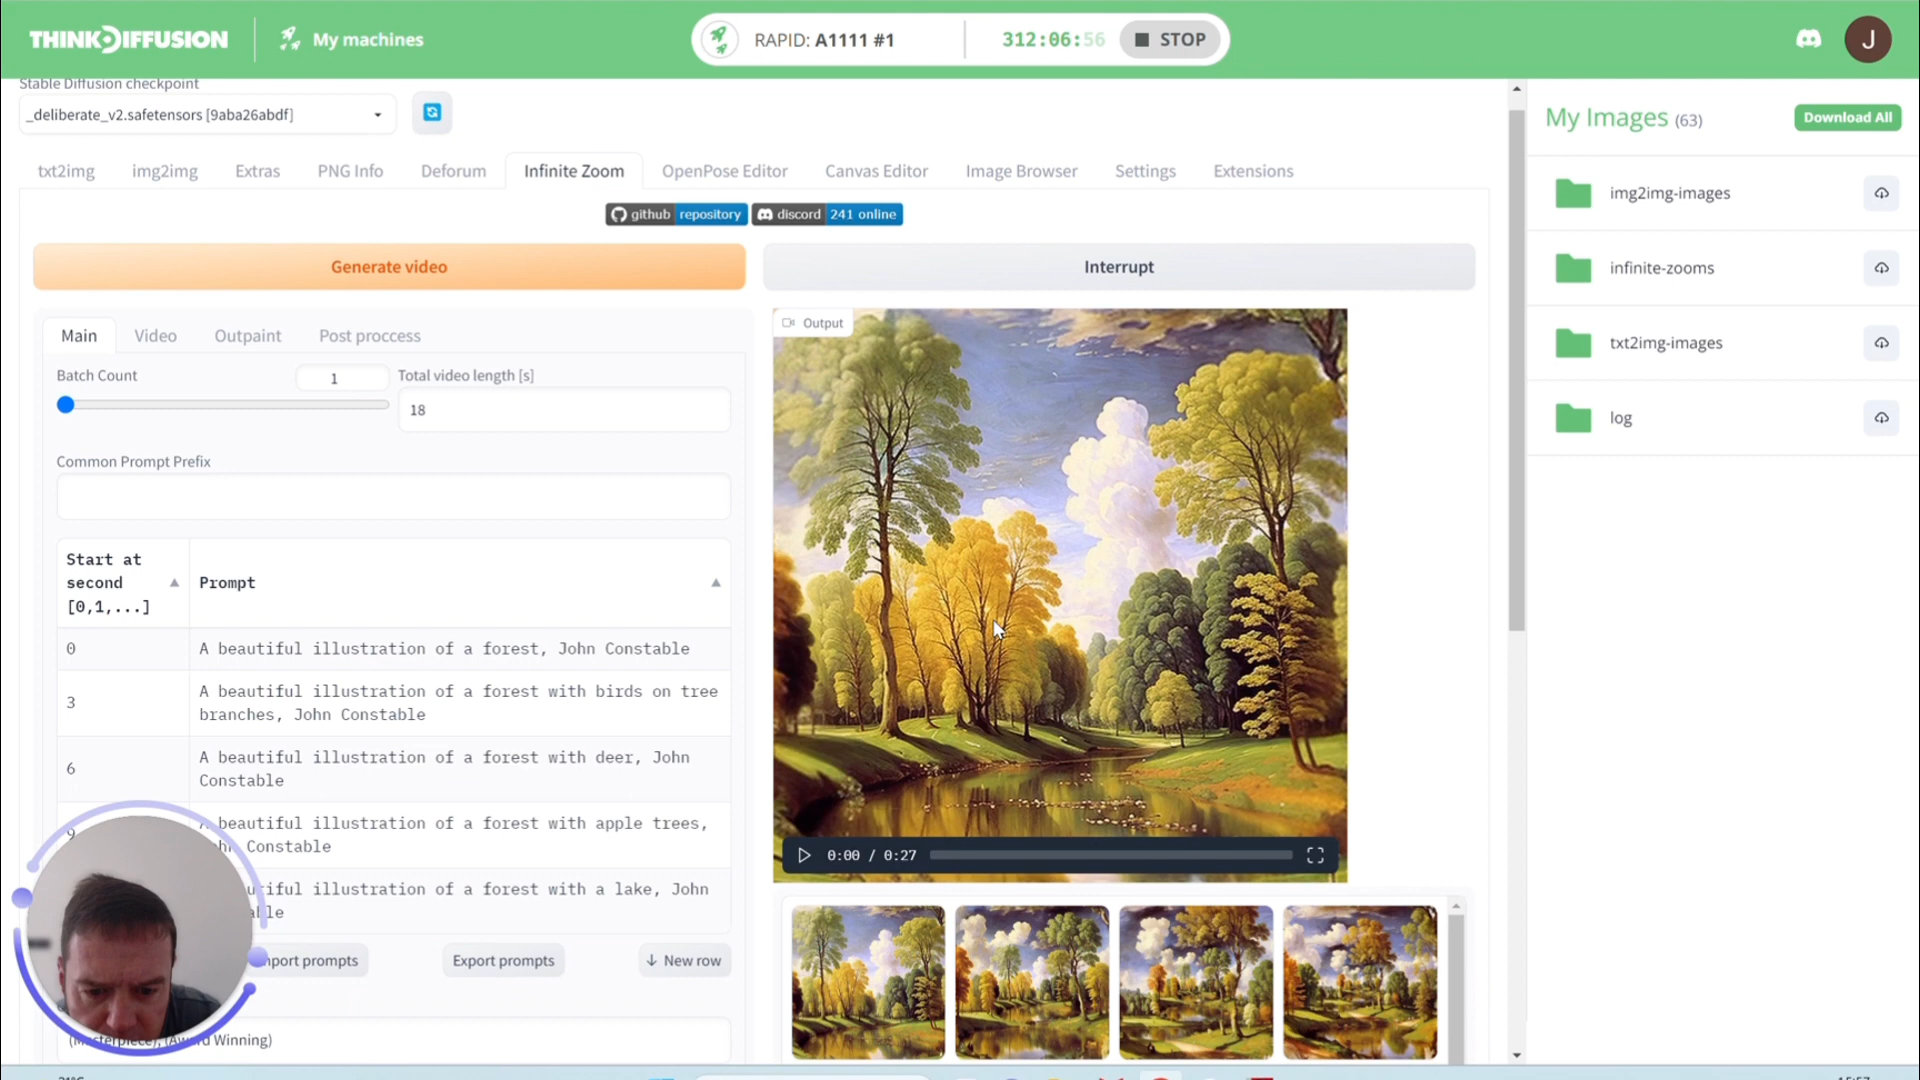 THINKDIFFUSION
My machines
RAPID: A1111 #1
312:06:56
STOP
J
Stable Diffusion checkpoint
_deliberate_v2.safetensors [9aba26abdf]
txt2img
img2img
Extras
PNG Info
Deforum
Infinite Zoom
OpenPose Editor
Canvas Editor
Image Browser
Settings
Extensions
github repository
discord 241 online
Generate video
Interrupt
Main
Video
Outpaint
Post proccess
Batch Count
1
Total video length [s]
18
Common Prompt Prefix
Start at
second
[0,1,...]
Prompt
0
A beautiful illustration of a forest, John Constable
3
A beautiful illustration of a forest with birds on tree
branches, John Constable
6
A beautiful illustration of a forest with deer, John
Constable
9
beautiful illustration of a forest with apple trees,
Constable
illustration of a forest with a lake, John
prompts
Export prompts
↓ New row
(Masterpiece), (Award Winning)
Output
0:00 / 0:27
My Images (63)
Download All
img2img-images
infinite-zooms
txt2img-images
log